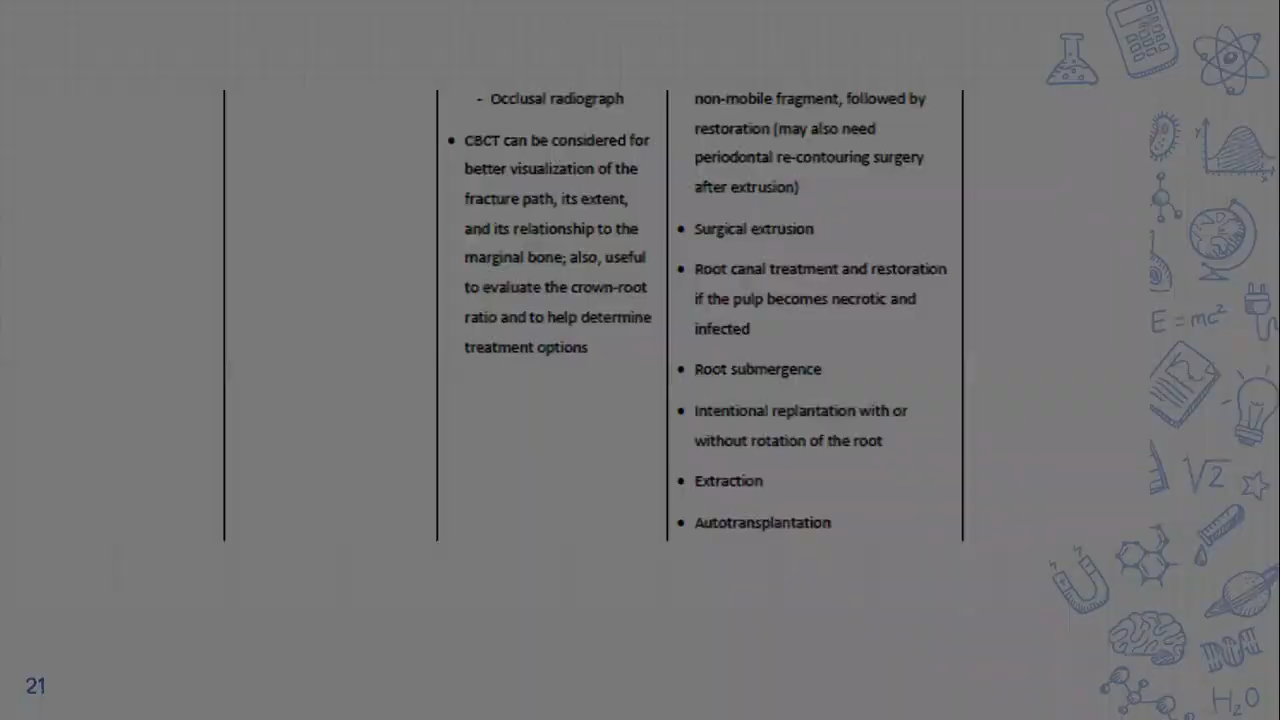 - Occlusal radiograph
• CBCT can be considered for
better visualization of the
fracture path, its extent,
and its relationship to the
marginal bone; also, useful
to evaluate the crown-root
ratio and to help determine
treatment options
non-mobile fragment, followed by
restoration (may also need
periodontal re-contouring surgery
after extrusion)
• Surgical extrusion
• Root canal treatment and restoration
if the pulp becomes necrotic and
infected
• Root submergence
• Intentional replantation with or
without rotation of the root
• Extraction
• Autotransplantation
Y
X
E = mc²
√2
H₂O
21